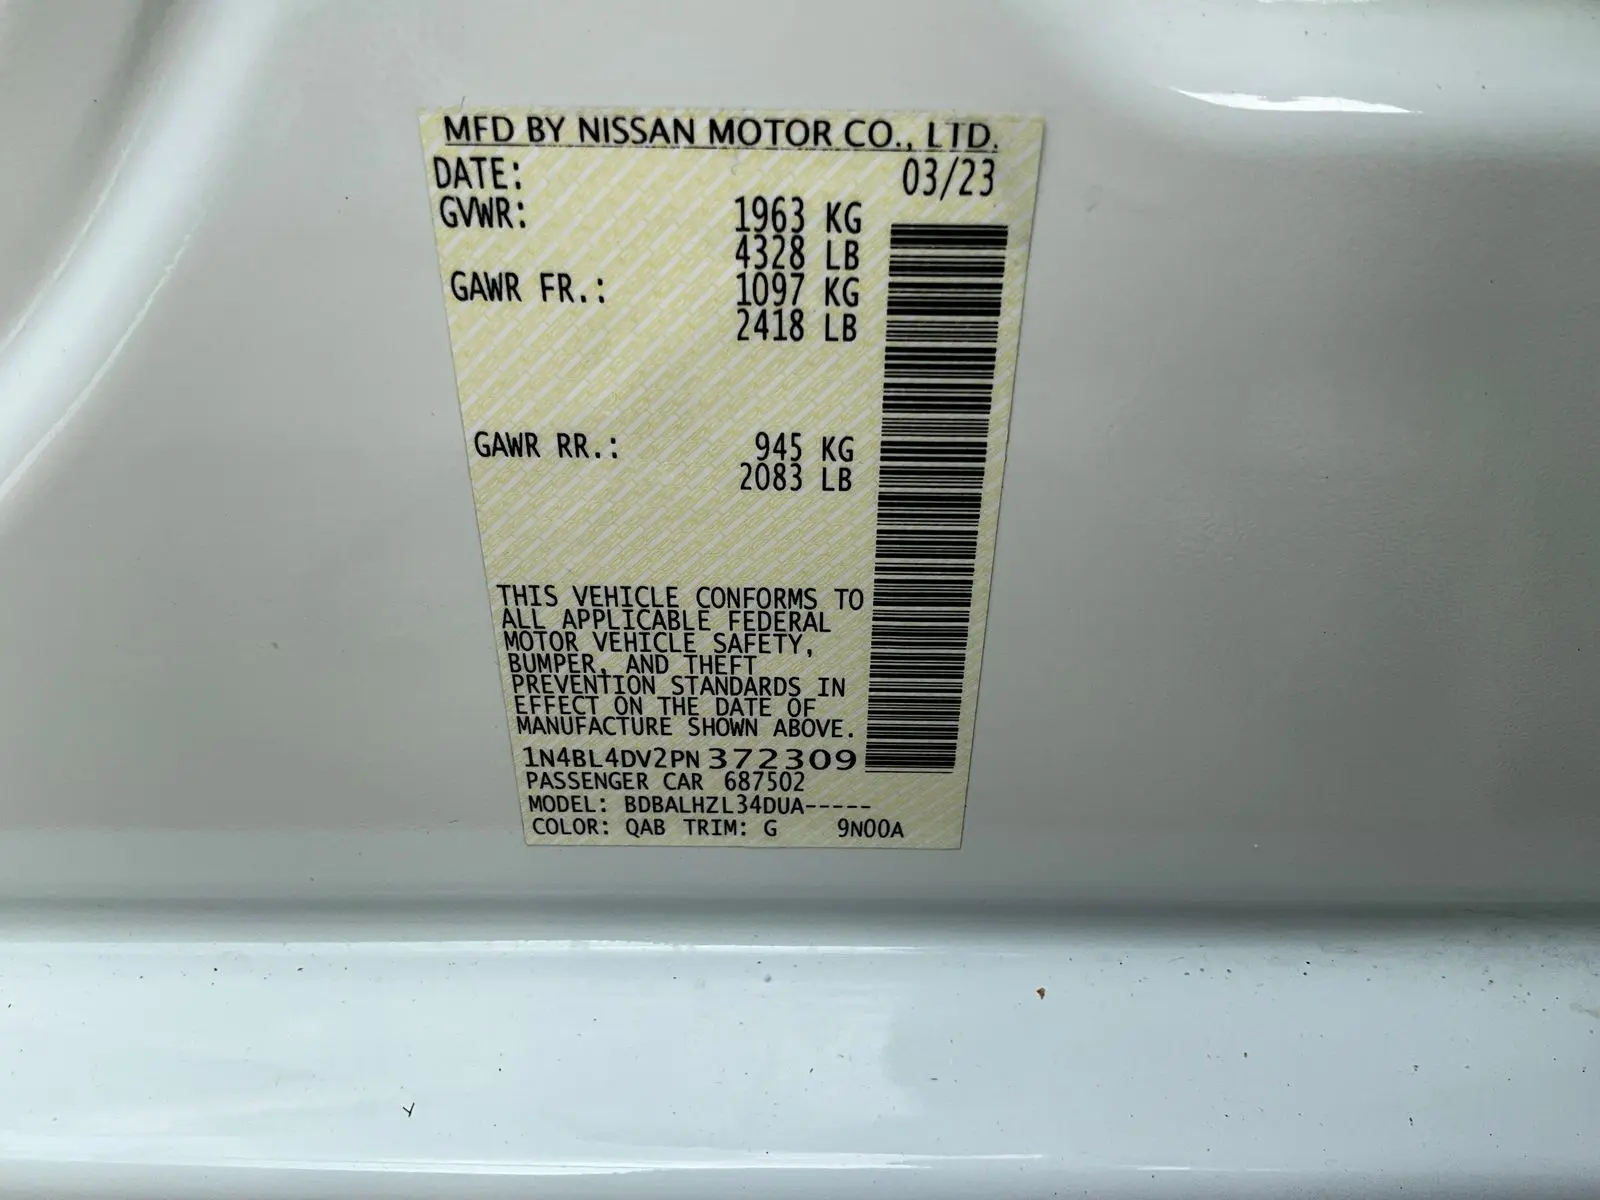 MFD BY NISSAN MOTOR CO., LTD.
DATE: 03/23
GVWR: 1963 KG
4328 LB
GAWR FR.: 1097 KG
2418 LB
GAWR RR.: 945 KG
2083 LB
THIS VEHICLE CONFORMS TO
ALL APPLICABLE FEDERAL
MOTOR VEHICLE SAFETY,
BUMPER, AND THEFT
PREVENTION STANDARDS IN
EFFECT ON THE DATE OF
MANUFACTURE SHOWN ABOVE.
1N4BL4DV2PN372309
PASSENGER CAR 687502
MODEL: BDBALHZL34DUA-----
COLOR: QAB TRIM: G 9N00A